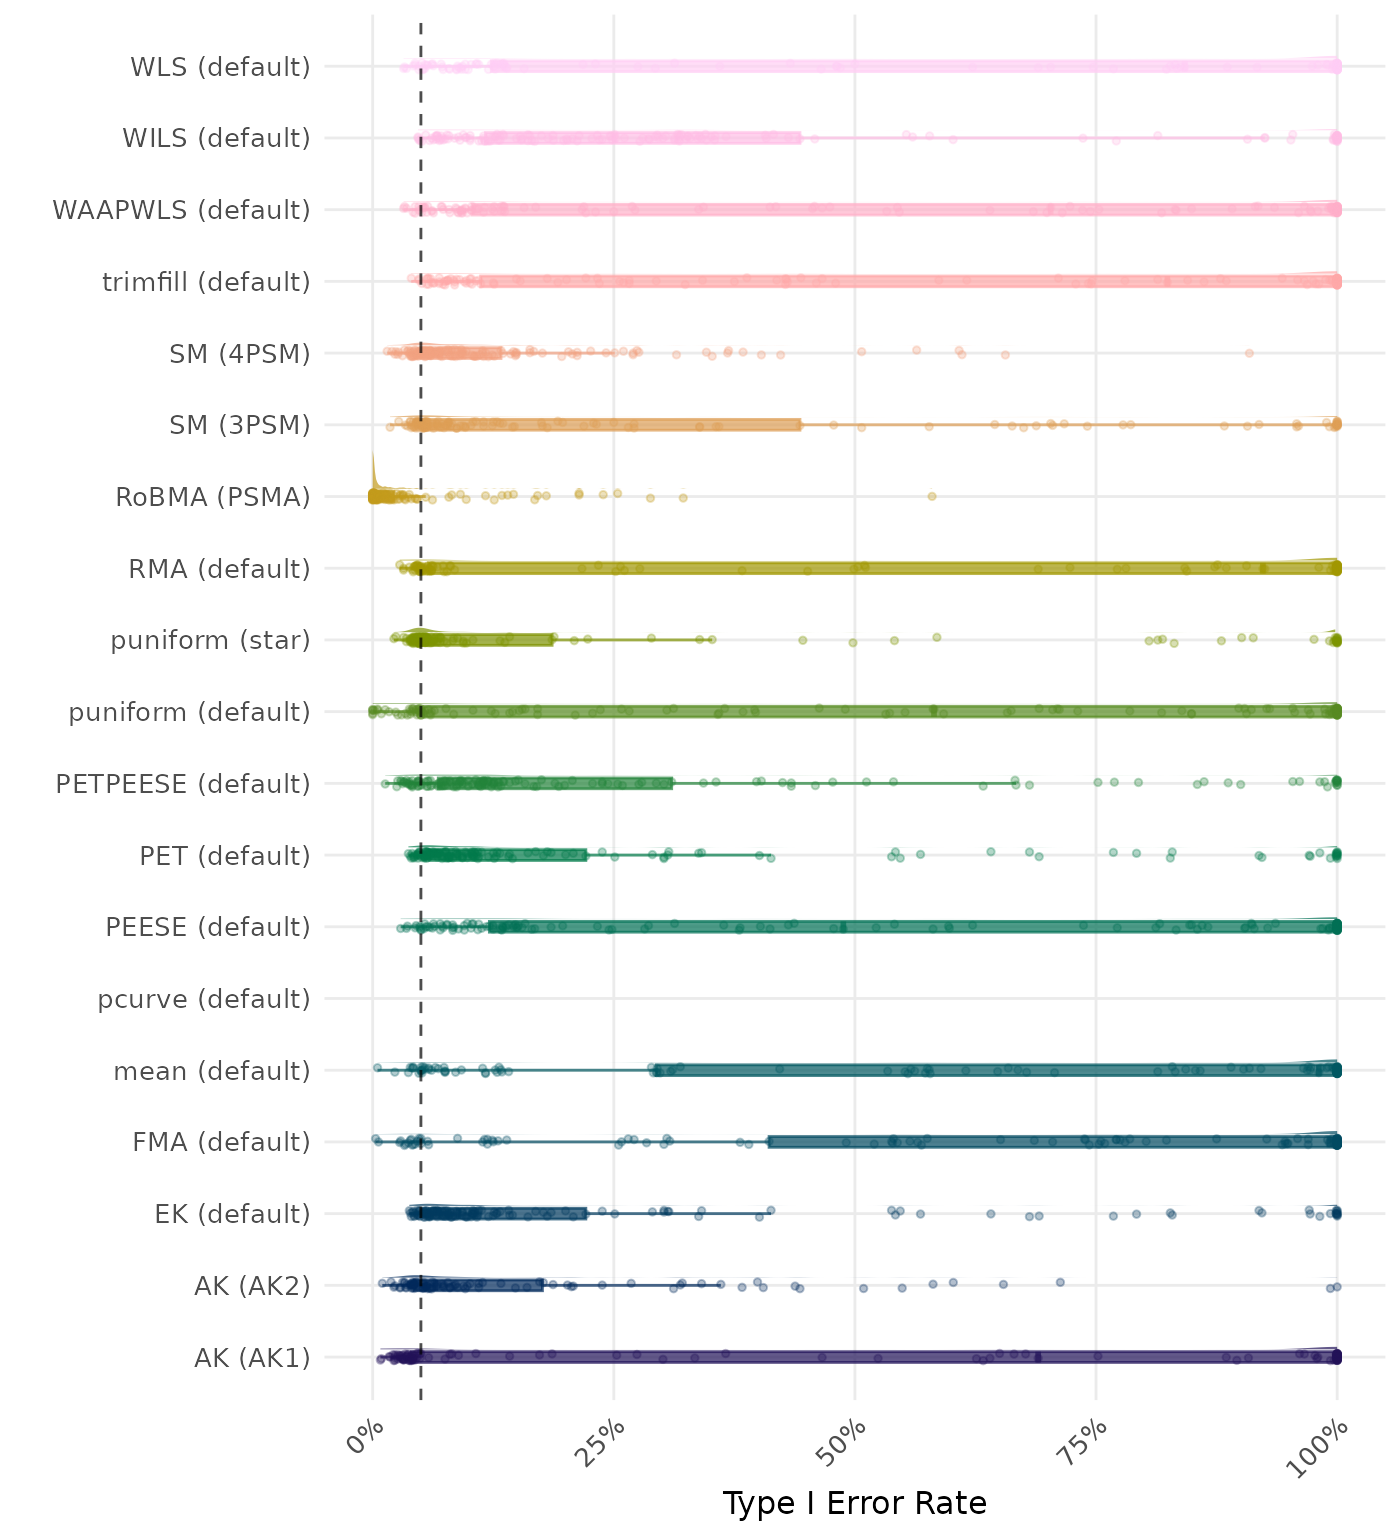 WLS (default)
WILS (default)
WAAPWLS (default)
trimfill (default)
SM (4PSM)
SM (3PSM)
RoBMA (PSMA)
RMA (default)
puniform (star)
puniform (default)
PETPEESE (default)
PET (default)
PEESE (default)
pcurve (default)
mean (default)
FMA (default)
EK (default)
AK (AK2)
AK (AK1)
0%
25%
50%
75%
100%
Type I Error Rate